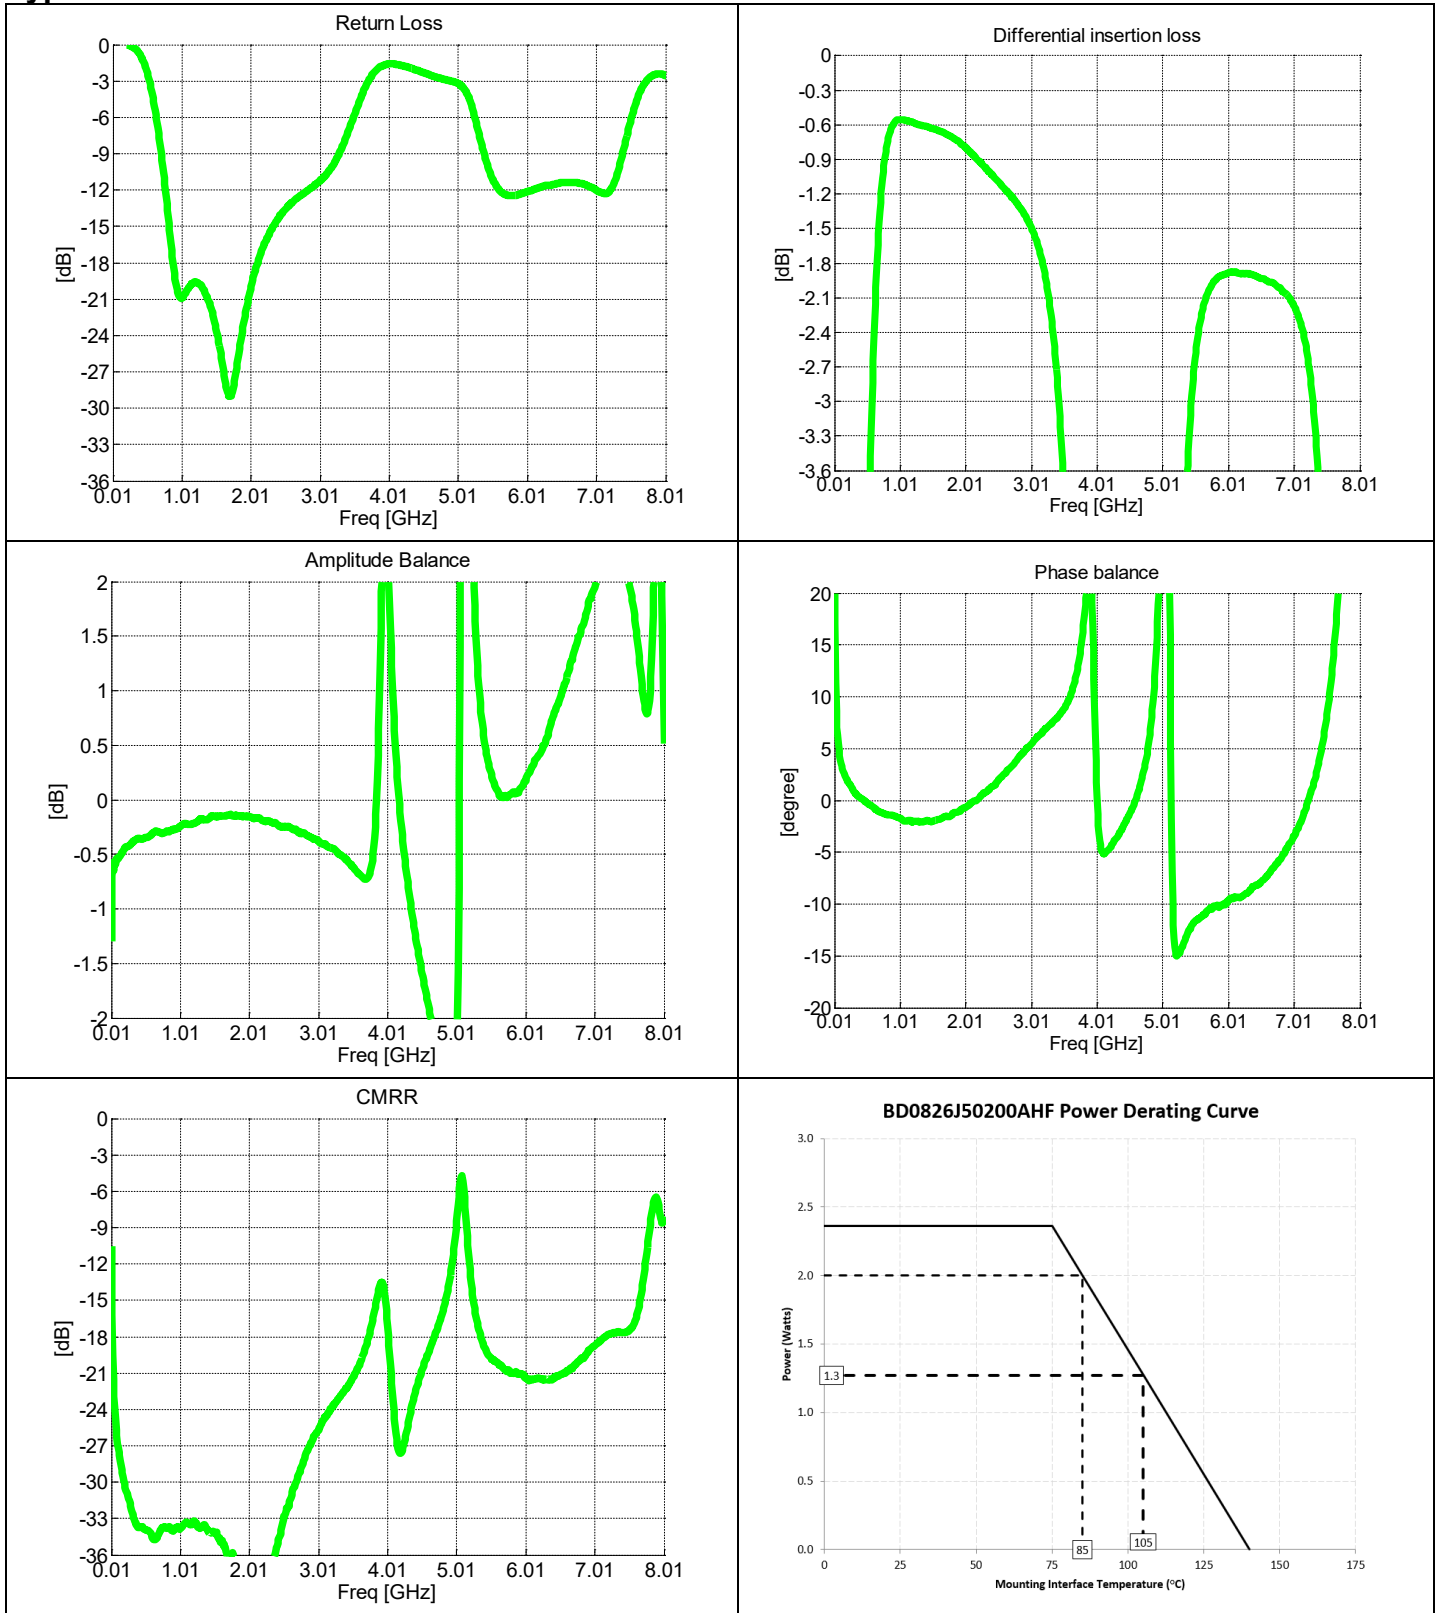 Return Loss
0
-3
-6
-9
-12
-15
-18
-21
-24
-27
-30
-33
-36
[dB]
0.01 1.01 2.01 3.01 4.01 5.01 6.01 7.01 8.01
Freq [GHz]
Differential insertion loss
0
-0.3
-0.6
-0.9
-1.2
-1.5
-1.8
-2.1
-2.4
-2.7
-3
-3.3
-3.6
[dB]
0.01 1.01 2.01 3.01 4.01 5.01 6.01 7.01 8.01
Freq [GHz]
Amplitude Balance
2
1.5
1
0.5
0
-0.5
-1
-1.5
-2
[dB]
0.01 1.01 2.01 3.01 4.01 5.01 6.01 7.01 8.01
Freq [GHz]
Phase balance
20
15
10
5
0
-5
-10
-15
-20
[degree]
0.01 1.01 2.01 3.01 4.01 5.01 6.01 7.01 8.01
Freq [GHz]
CMRR
0
-3
-6
-9
-12
-15
-18
-21
-24
-27
-30
-33
-36
[dB]
0.01 1.01 2.01 3.01 4.01 5.01 6.01 7.01 8.01
Freq [GHz]
BD0826J50200AHF Power Derating Curve
3.0
2.5
2.0
1.5
1.3
1.0
0.5
0.0
Power (Watts)
85
105
0 25 50 75 100 125 150 175
Mounting Interface Temperature (°C)